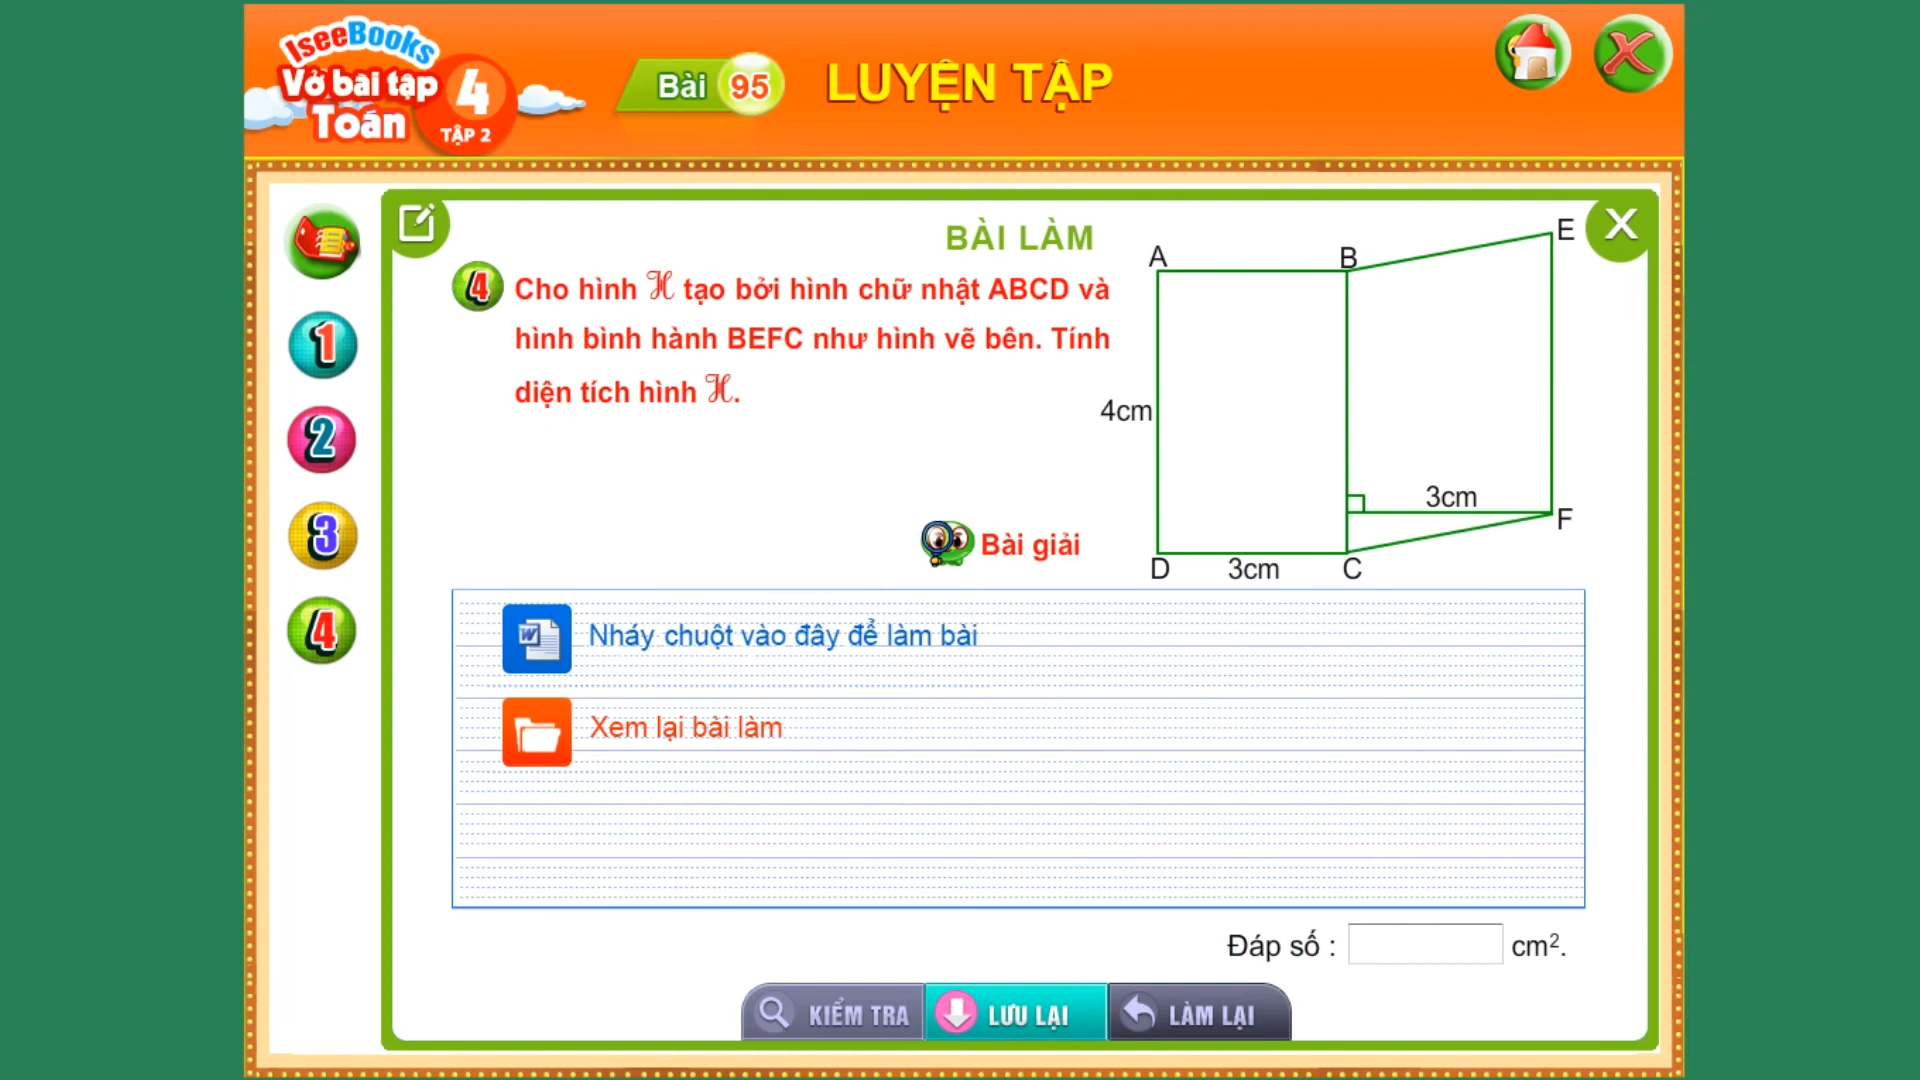 IseeBooks
Vở bài tập
Toán
4
TẬP 2
Bài 95
LUYỆN TẬP
1
2
3
4
BÀI LÀM
4 Cho hình ℋ tạo bởi hình chữ nhật ABCD và
hình bình hành BEFC như hình vẽ bên. Tính
diện tích hình ℋ.
A
B
E
4cm
3cm
F
D
3cm
C
Bài giải
Nháy chuột vào đây để làm bài
Xem lại bài làm
Đáp số : cm².
KIỂM TRA
LƯU LẠI
LÀM LẠI